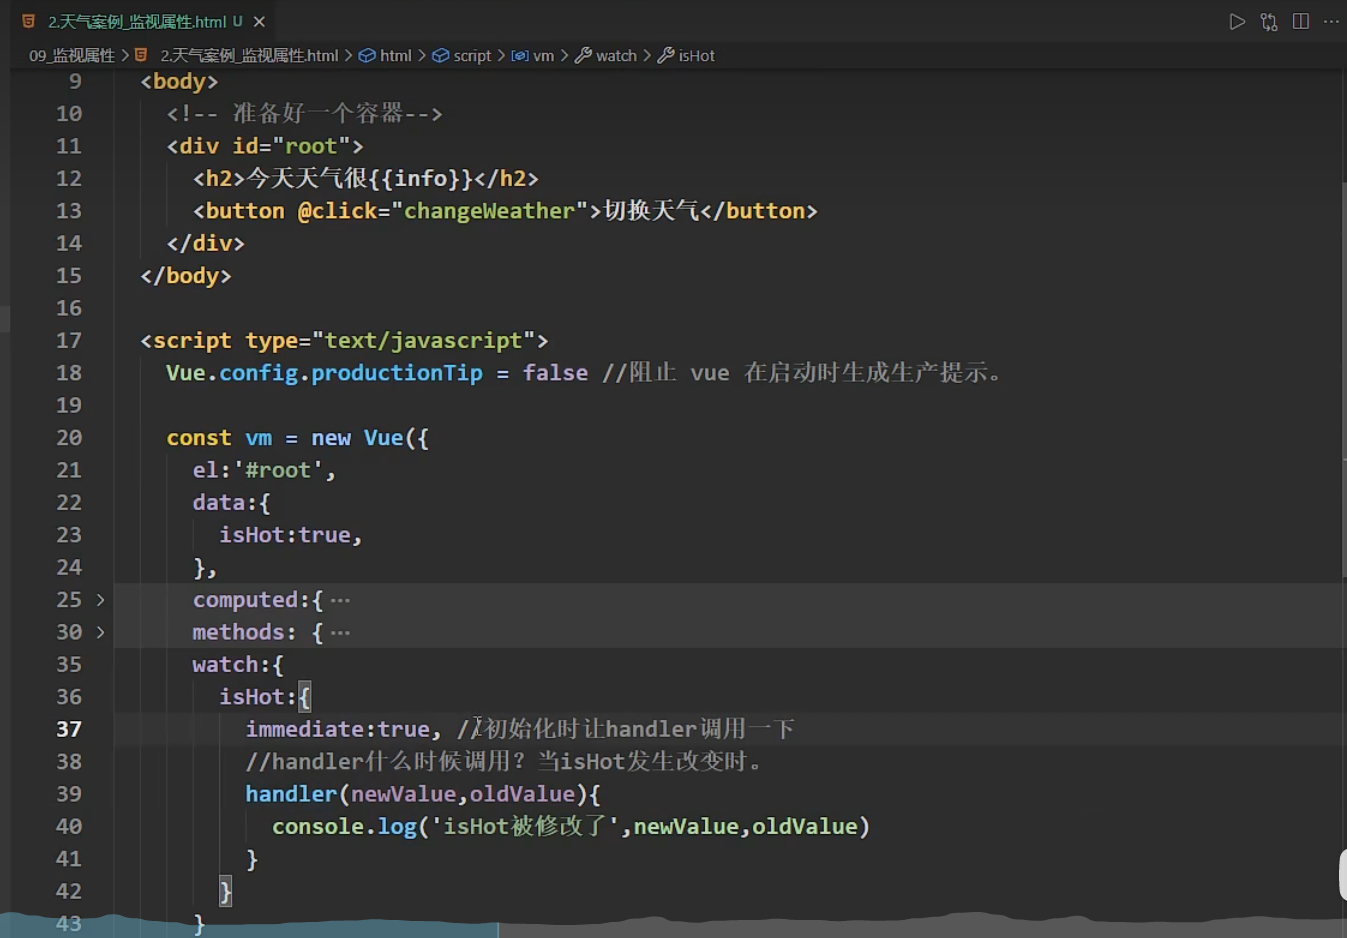 2.天气案例_监视属性.html U ×
09_监视属性 > 2.天气案例_监视属性.html > html > script > vm > watch > isHot
9 <body>
10 <!-- 准备好一个容器-->
11 <div id="root">
12 <h2>今天天气很{{info}}</h2>
13 <button @click="changeWeather">切换天气</button>
14 </div>
15 </body>
16
17 <script type="text/javascript">
18 Vue.config.productionTip = false //阻止 vue 在启动时生成生产提示。
19
20 const vm = new Vue({
21 el:'#root',
22 data:{
23 isHot:true,
24 },
25 > computed:{ ···
30 > methods: { ···
35 watch:{
36 isHot:{
37 immediate:true, //初始化时让handler调用一下
38 //handler什么时候调用？当isHot发生改变时。
39 handler(newValue,oldValue){
40 console.log('isHot被修改了',newValue,oldValue)
41 }
42 }
43 }